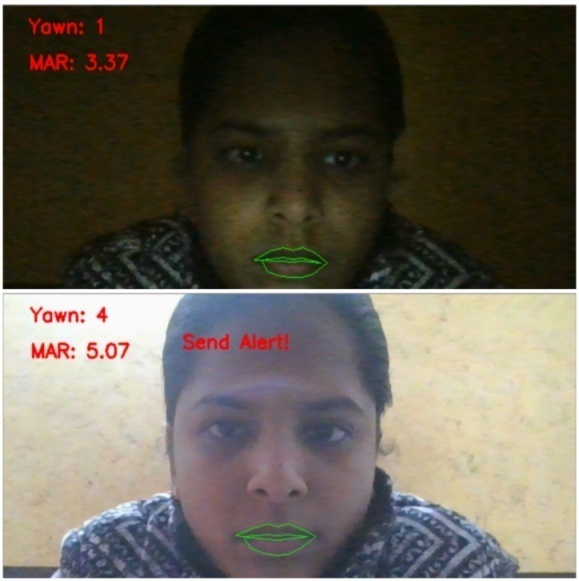 Yawn: 1
MAR: 3.37
Yawn: 4
Send Alert!
MAR: 5.07